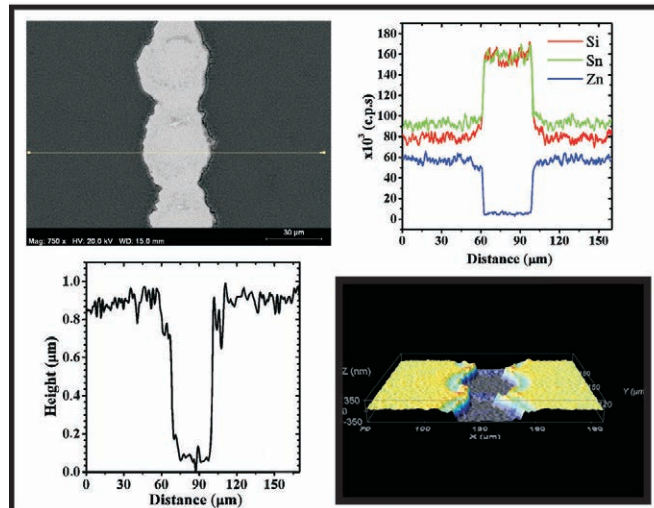 Mag: 750 x HV: 20.0 kV WD: 15.0 mm
30 µm
x10³ (c.p.s)
180
160
140
120
100
80
60
40
20
0
Si
Sn
Zn
0 30 60 90 120 150
Distance (µm)
Height (µm)
1.0
0.8
0.6
0.4
0.2
0.0
0 30 60 90 120 150
Distance (µm)
Z (nm)
350
0
-350
X (µm)